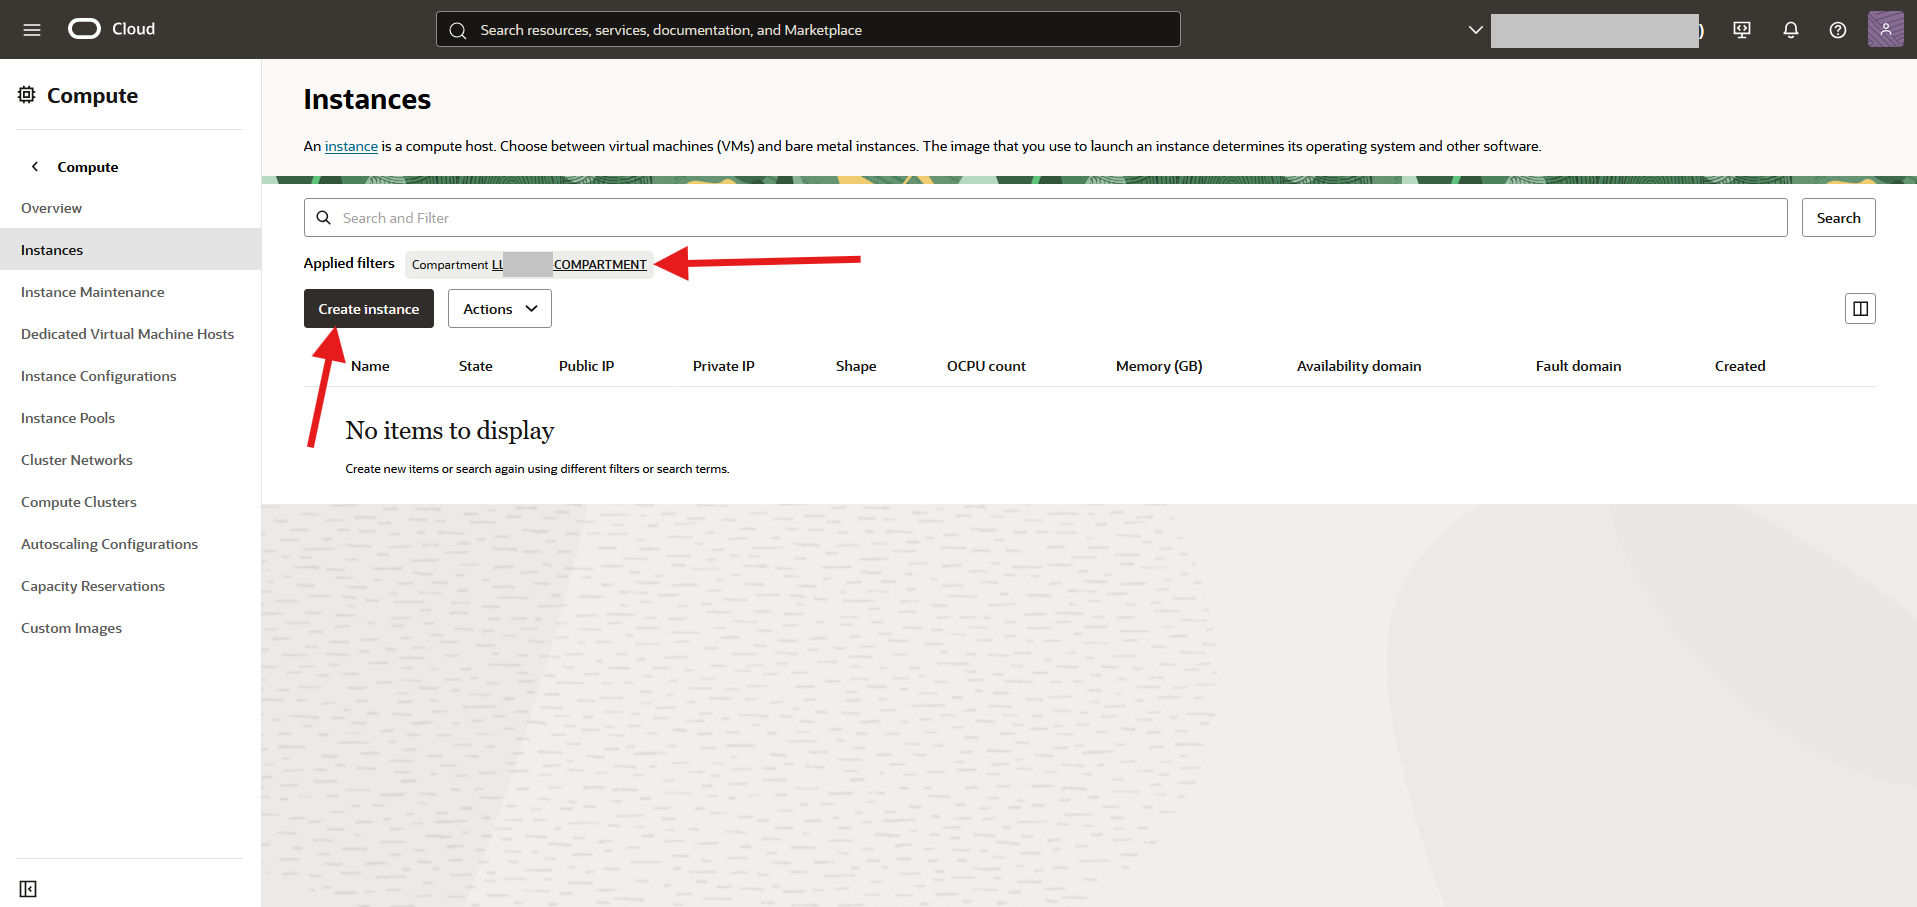 Cloud
Search resources, services, documentation, and Marketplace
Compute
Compute
Overview
Instances
Instance Maintenance
Dedicated Virtual Machine Hosts
Instance Configurations
Instance Pools
Cluster Networks
Compute Clusters
Autoscaling Configurations
Capacity Reservations
Custom Images
Instances
An instance is a compute host. Choose between virtual machines (VMs) and bare metal instances. The image that you use to launch an instance determines its operating system and other software.
Search and Filter
Search
Applied filters Compartment COMPARTMENT
Create instance Actions
Name State Public IP Private IP Shape OCPU count Memory (GB) Availability domain Fault domain Created
No items to display
Create new items or search again using different filters or search terms.